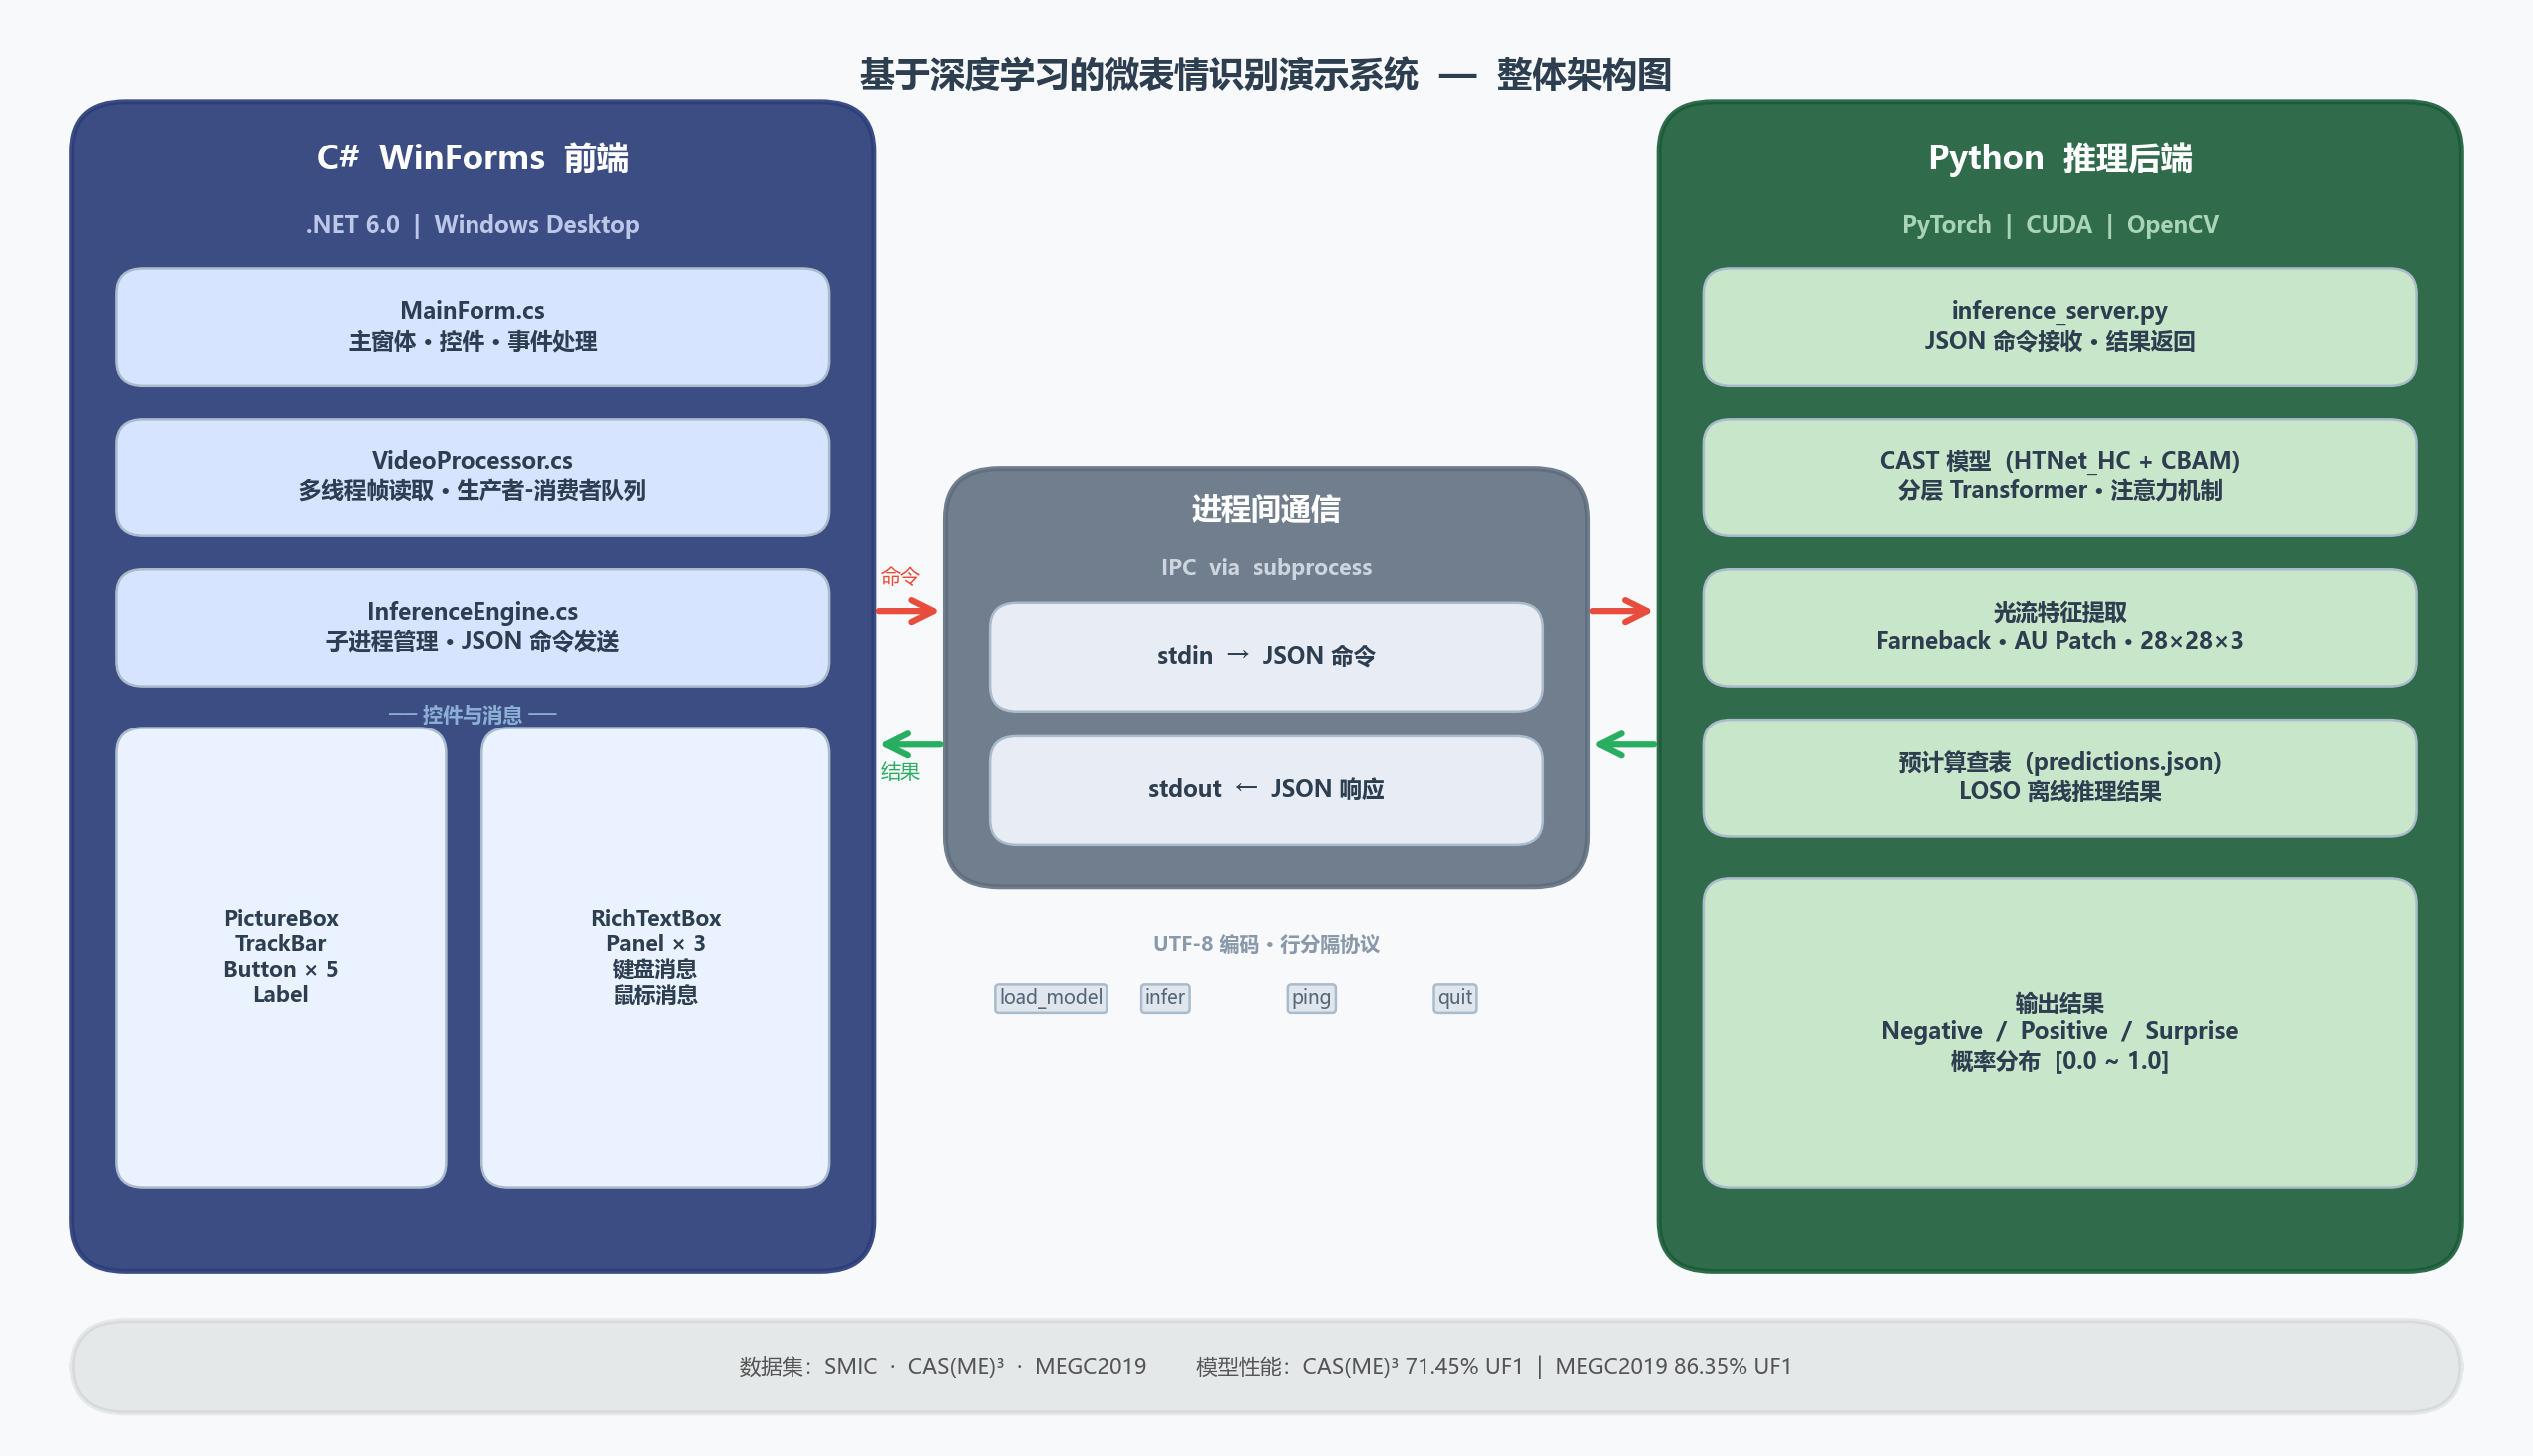 基于深度学习的微表情识别演示系统 — 整体架构图
C# WinForms 前端
.NET 6.0 | Windows Desktop
MainForm.cs
主窗体 • 控件 • 事件处理
VideoProcessor.cs
多线程帧读取 • 生产者-消费者队列
InferenceEngine.cs
子进程管理 • JSON 命令发送
── 控件与消息 ──
PictureBox
TrackBar
Button × 5
Label
RichTextBox
Panel × 3
键盘消息
鼠标消息
命令
结果
进程间通信
IPC via subprocess
stdin → JSON 命令
stdout ← JSON 响应
UTF-8 编码 • 行分隔协议
load_model infer ping quit
Python 推理后端
PyTorch | CUDA | OpenCV
inference_server.py
JSON 命令接收 • 结果返回
CAST 模型 (HTNet_HC + CBAM)
分层 Transformer • 注意力机制
光流特征提取
Farneback • AU Patch • 28×28×3
预计算查表 (predictions.json)
LOSO 离线推理结果
输出结果
Negative / Positive / Surprise
概率分布 [0.0 ~ 1.0]
数据集：SMIC · CAS(ME)³ · MEGC2019 模型性能：CAS(ME)³ 71.45% UF1 | MEGC2019 86.35% UF1